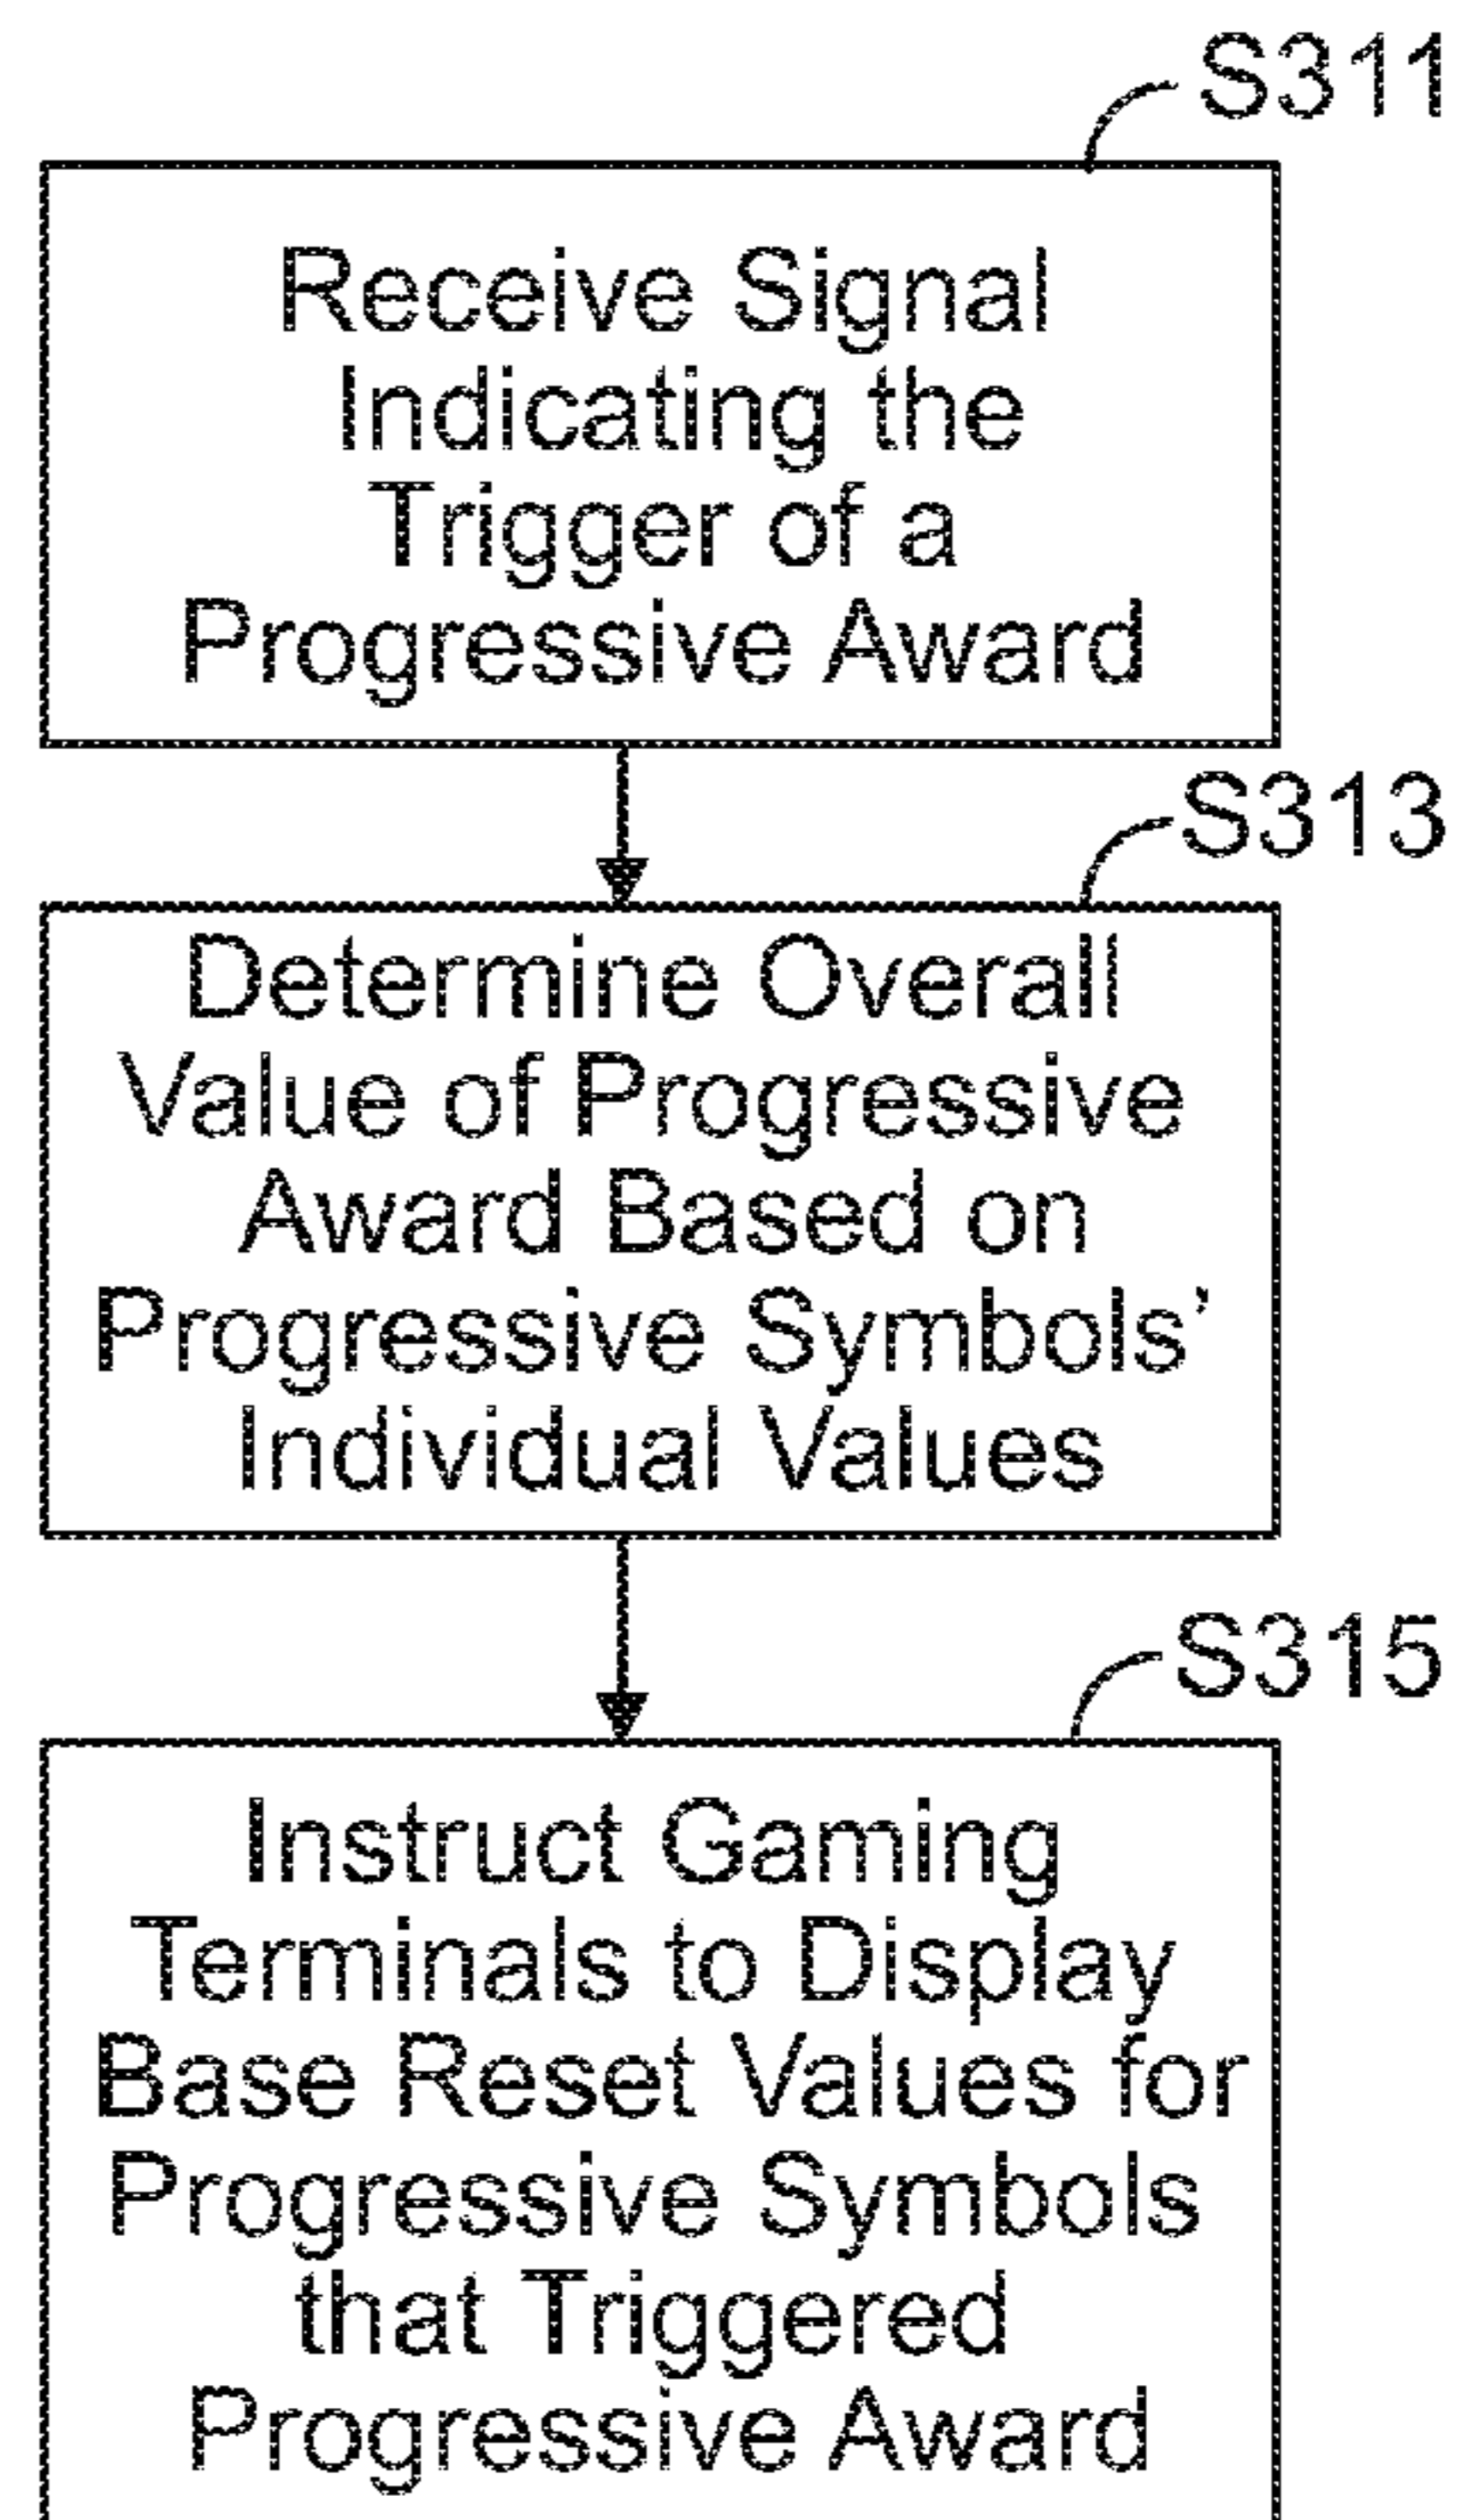 S311
Receive Signal
Indicating the
Trigger of a
Progressive Award
S313
Determine Overall
Value of Progressive
Award Based on
Progressive Symbols’
Individual Values
S315
Instruct Gaming
Terminals to Display
Base Reset Values for
Progressive Symbols
that Triggered
Progressive Award